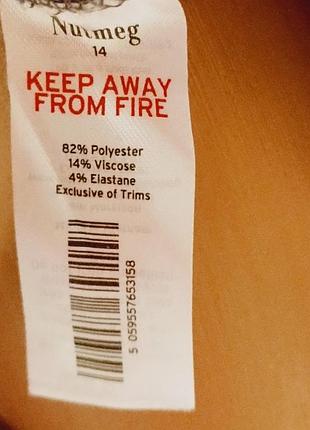 Nutmeg
14
KEEP AWAY
FROM FIRE
82% Polyester
14% Viscose
4% Elastane
Exclusive of Trims
5 059557653158